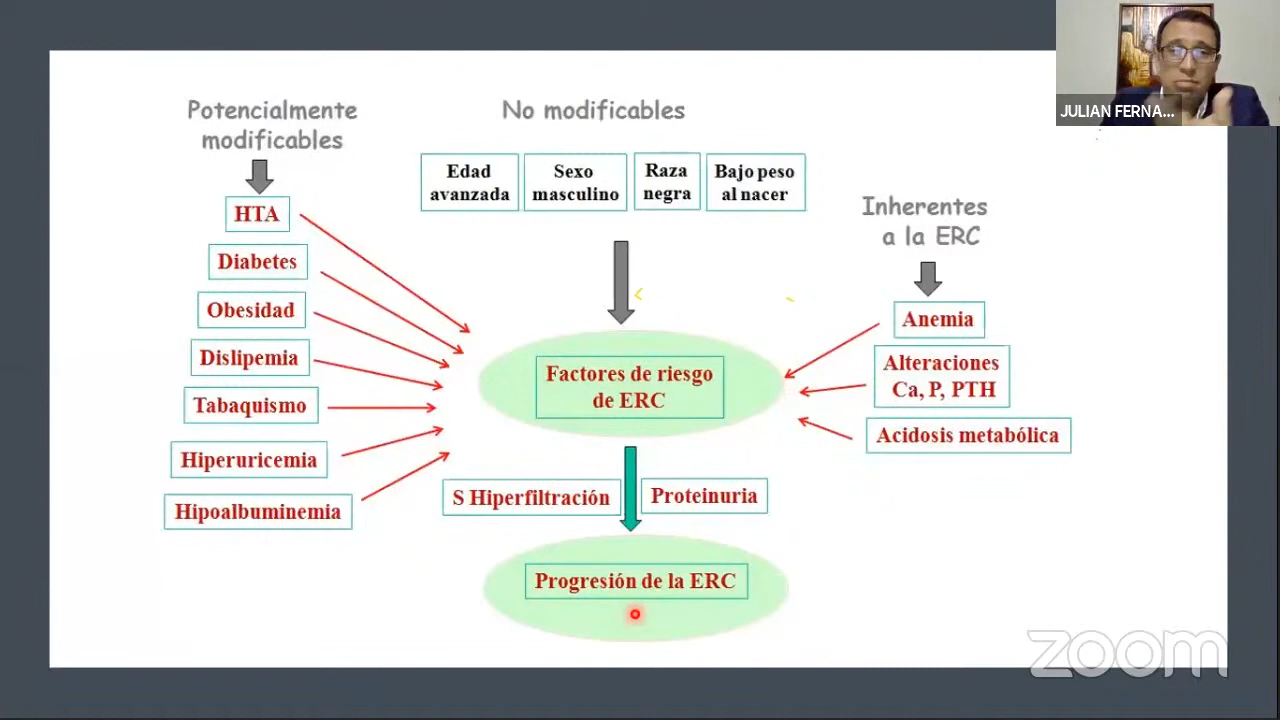 Potencialmente
modificables
HTA
Diabetes
Obesidad
Dislipemia
Tabaquismo
Hiperuricemia
Hipoalbuminemia
No modificables
Edad
avanzada
Sexo
masculino
Raza
negra
Bajo peso
al nacer
Inherentes
a la ERC
Anemia
Alteraciones
Ca, P, PTH
Acidosis metabólica
Factores de riesgo
de ERC
S Hiperfiltración
Proteinuria
Progresión de la ERC
JULIAN FERNA...
zoom